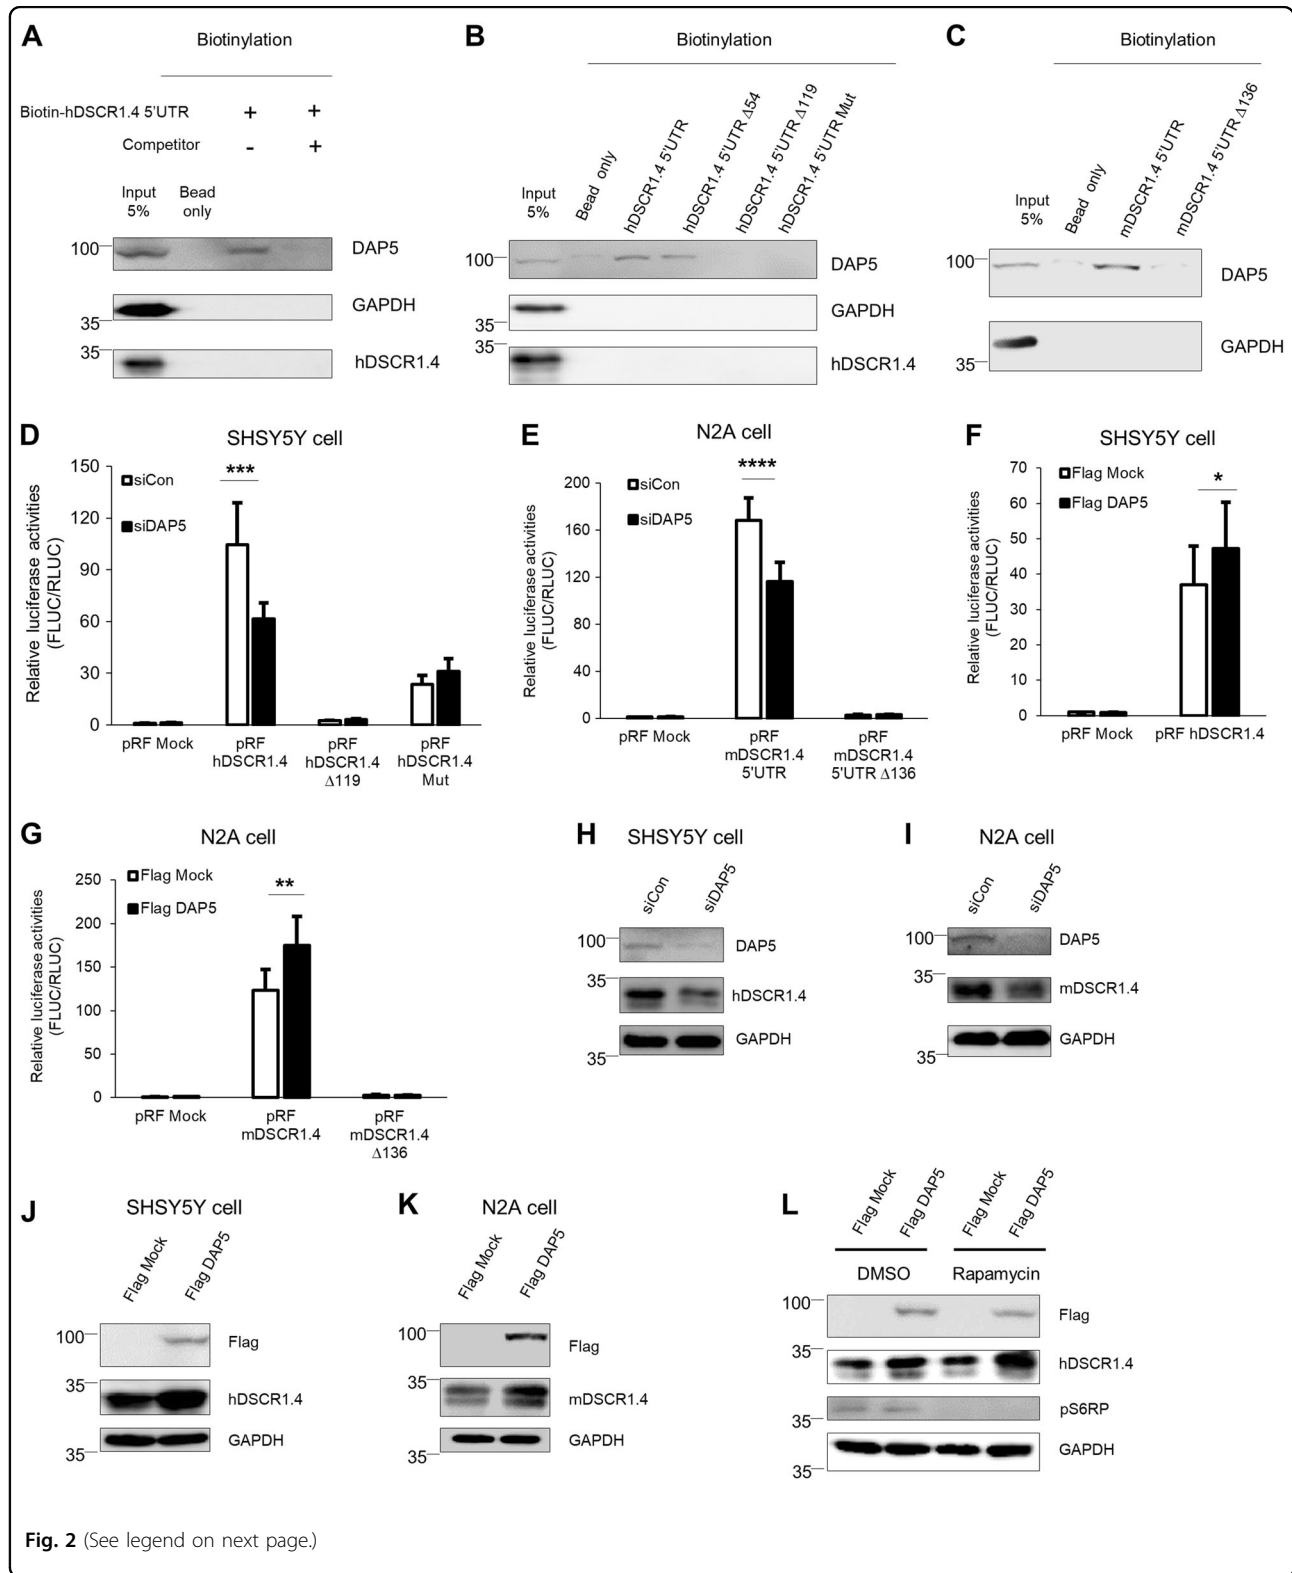 A
Biotinylation
Biotin-hDSCR1.4 5'UTR + +
Competitor - +
Input 5%
Bead only
100
DAP5
GAPDH
35
35
hDSCR1.4
B
Biotinylation
Input 5%
Bead only
hDSCR1.4 5'UTR
hDSCR1.4 5'UTR Δ54
hDSCR1.4 5'UTR Δ119
hDSCR1.4 5'UTR Mut
100
DAP5
GAPDH
35
35
hDSCR1.4
C
Biotinylation
Input 5%
Bead only
mDSCR1.4 5'UTR
mDSCR1.4 5'UTR Δ136
100
DAP5
GAPDH
35
D
SHSY5Y cell
Relative luciferase activities
(FLUC/RLUC)
150
120
90
60
30
0
siCon
siDAP5
***
pRF Mock
pRF hDSCR1.4
pRF hDSCR1.4 Δ119
pRF hDSCR1.4 Mut
E
N2A cell
Relative luciferase activities
(FLUC/RLUC)
200
160
120
80
40
0
siCon
siDAP5
****
pRF Mock
pRF mDSCR1.4 5'UTR
pRF mDSCR1.4 5'UTR Δ136
F
SHSY5Y cell
Relative luciferase activities
(FLUC/RLUC)
70
60
50
40
30
20
10
0
Flag Mock
Flag DAP5
*
pRF Mock
pRF hDSCR1.4
G
N2A cell
Relative luciferase activities
(FLUC/RLUC)
250
200
150
100
50
0
Flag Mock
Flag DAP5
**
pRF Mock
pRF mDSCR1.4
pRF mDSCR1.4 Δ136
H
SHSY5Y cell
siCon
siDAP5
100
DAP5
35
hDSCR1.4
GAPDH
35
I
N2A cell
siCon
siDAP5
100
DAP5
35
mDSCR1.4
GAPDH
35
J
SHSY5Y cell
Flag Mock
Flag DAP5
100
Flag
35
hDSCR1.4
GAPDH
35
K
N2A cell
Flag Mock
Flag DAP5
100
Flag
35
mDSCR1.4
GAPDH
35
L
Flag Mock
Flag DAP5
Flag Mock
Flag DAP5
DMSO
Rapamycin
100
Flag
35
hDSCR1.4
pS6RP
35
GAPDH
35
Fig. 2 (See legend on next page.)